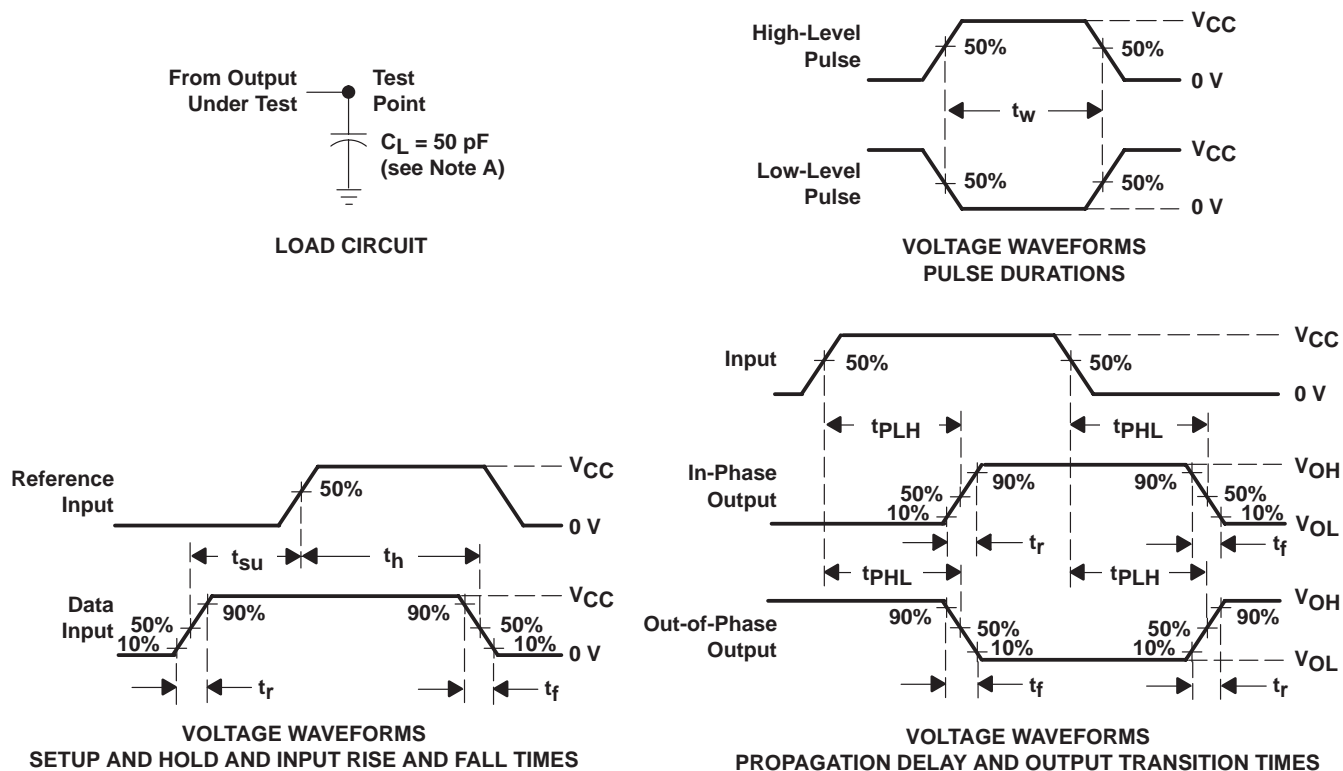 From Output
Under Test
Test
Point
CL = 50 pF
(see Note A)
LOAD CIRCUIT
High-Level
Pulse
50%
50%
VCC
0 V
tw
Low-Level
Pulse
50%
50%
VCC
0 V
VOLTAGE WAVEFORMS
PULSE DURATIONS
Reference
Input
50%
VCC
0 V
tsu
th
Data
Input
50%
10%
90%
90%
50%
10%
VCC
0 V
tr
tf
VOLTAGE WAVEFORMS
SETUP AND HOLD AND INPUT RISE AND FALL TIMES
Input
50%
50%
VCC
0 V
tPLH
tPHL
In-Phase
Output
50%
10%
90%
90%
50%
10%
VOH
VOL
tr
tf
tPHL
tPLH
Out-of-Phase
Output
90%
50%
10%
50%
10%
90%
VOH
VOL
tf
tr
VOLTAGE WAVEFORMS
PROPAGATION DELAY AND OUTPUT TRANSITION TIMES